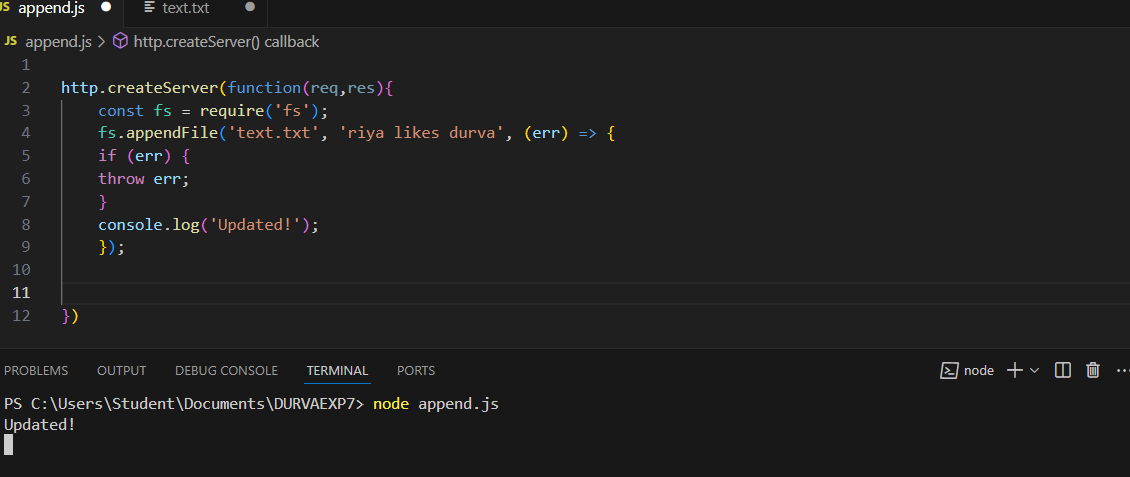 JS append.js text.txt
JS append.js > http.createServer() callback
1
2 http.createServer(function(req,res){
3 const fs = require('fs');
4 fs.appendFile('text.txt', 'riya likes durva', (err) => {
5 if (err) {
6 throw err;
7 }
8 console.log('Updated!');
9 });
10
11
12 })
PROBLEMS OUTPUT DEBUG CONSOLE TERMINAL PORTS node
PS C:\Users\Student\Documents\DURVAEXP7> node append.js
Updated!